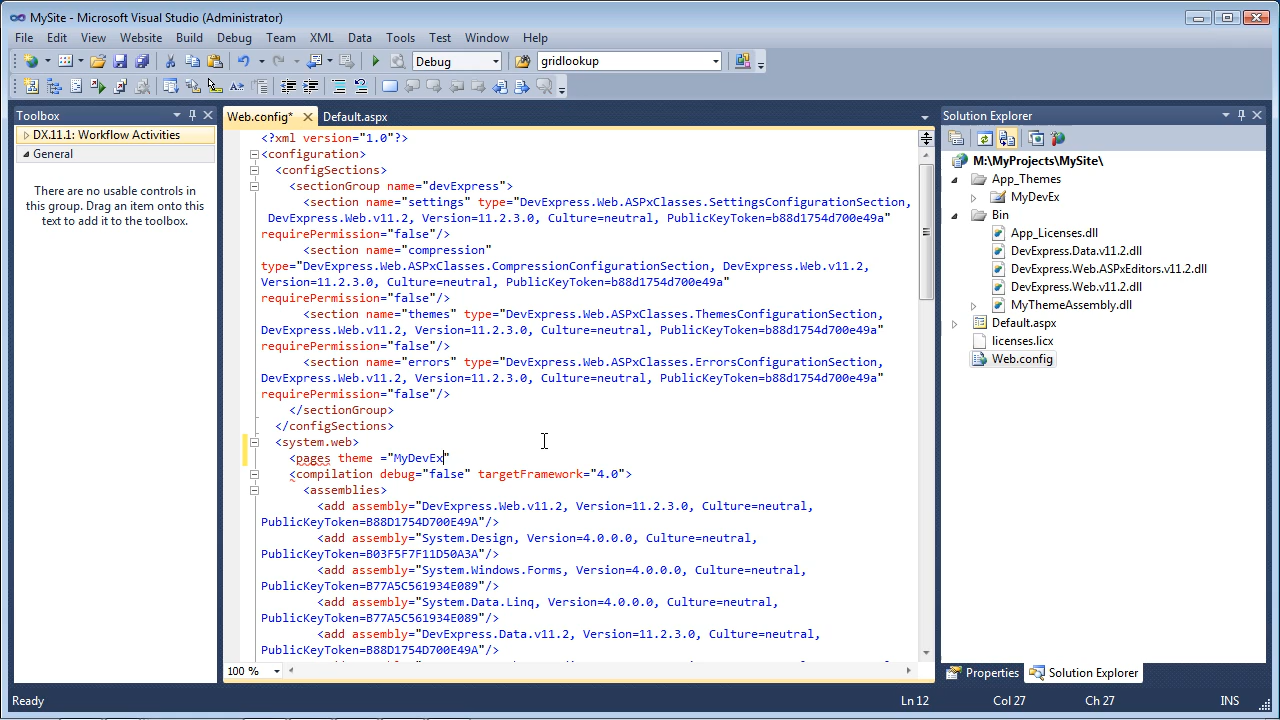 MySite - Microsoft Visual Studio (Administrator)
File Edit View Website Build Debug Team XML Data Tools Test Window Help
Debug gridlookup
Toolbox
DX.11.1: Workflow Activities
General
There are no usable controls in
this group. Drag an item onto this
text to add it to the toolbox.
Web.config* Default.aspx
<?xml version="1.0"?>
<configuration>
<configSections>
<sectionGroup name="devExpress">
<section name="settings" type="DevExpress.Web.ASPxClasses.SettingsConfigurationSection,
DevExpress.Web.v11.2, Version=11.2.3.0, Culture=neutral, PublicKeyToken=b88d1754d700e49a"
requirePermission="false"/>
<section name="compression"
type="DevExpress.Web.ASPxClasses.CompressionConfigurationSection, DevExpress.Web.v11.2,
Version=11.2.3.0, Culture=neutral, PublicKeyToken=b88d1754d700e49a"
requirePermission="false"/>
<section name="themes" type="DevExpress.Web.ASPxClasses.ThemesConfigurationSection,
DevExpress.Web.v11.2, Version=11.2.3.0, Culture=neutral, PublicKeyToken=b88d1754d700e49a"
requirePermission="false"/>
<section name="errors" type="DevExpress.Web.ASPxClasses.ErrorsConfigurationSection,
DevExpress.Web.v11.2, Version=11.2.3.0, Culture=neutral, PublicKeyToken=b88d1754d700e49a"
requirePermission="false"/>
</sectionGroup>
</configSections>
<system.web>
<pages theme ="MyDevEx"
<compilation debug="false" targetFramework="4.0">
<assemblies>
<add assembly="DevExpress.Web.v11.2, Version=11.2.3.0, Culture=neutral,
PublicKeyToken=B88D1754D700E49A"/>
<add assembly="System.Design, Version=4.0.0.0, Culture=neutral,
PublicKeyToken=B03F5F7F11D50A3A"/>
<add assembly="System.Windows.Forms, Version=4.0.0.0, Culture=neutral,
PublicKeyToken=B77A5C561934E089"/>
<add assembly="System.Data.Linq, Version=4.0.0.0, Culture=neutral,
PublicKeyToken=B77A5C561934E089"/>
<add assembly="DevExpress.Data.v11.2, Version=11.2.3.0, Culture=neutral,
PublicKeyToken=B88D1754D700E49A"/>
100 %
Solution Explorer
M:\MyProjects\MySite\
App_Themes
MyDevEx
Bin
App_Licenses.dll
DevExpress.Data.v11.2.dll
DevExpress.Web.ASPxEditors.v11.2.dll
DevExpress.Web.v11.2.dll
MyThemeAssembly.dll
Default.aspx
licenses.licx
Web.config
Properties Solution Explorer
Ready Ln 12 Col 27 Ch 27 INS